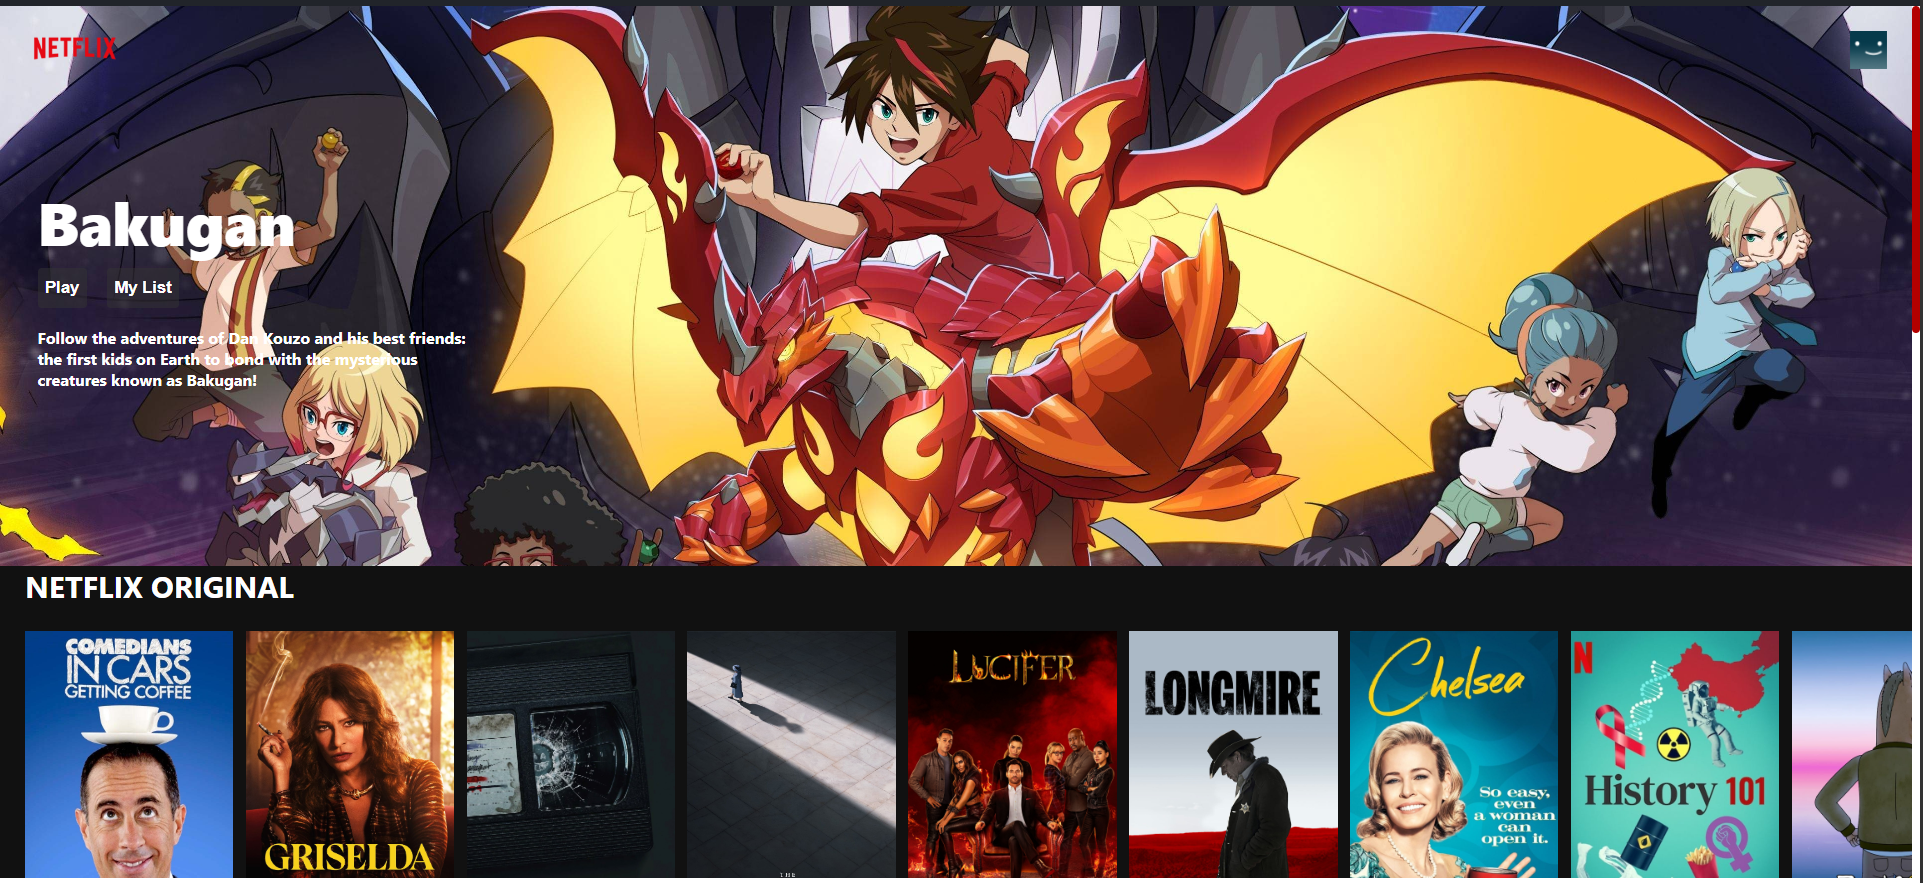 NETFLIX
Bakugan
Play
My List
Follow the adventures of Dan Kouzo and his best friends:
the first kids on Earth to bond with the mysterious
creatures known as Bakugan!
NETFLIX ORIGINAL
COMEDIANS
IN CARS
GETTING COFFEE
GRISELDA
THE
LUCIFER
LONGMIRE
Chelsea
So easy,
even
a woman
can
open it.
N
History 101